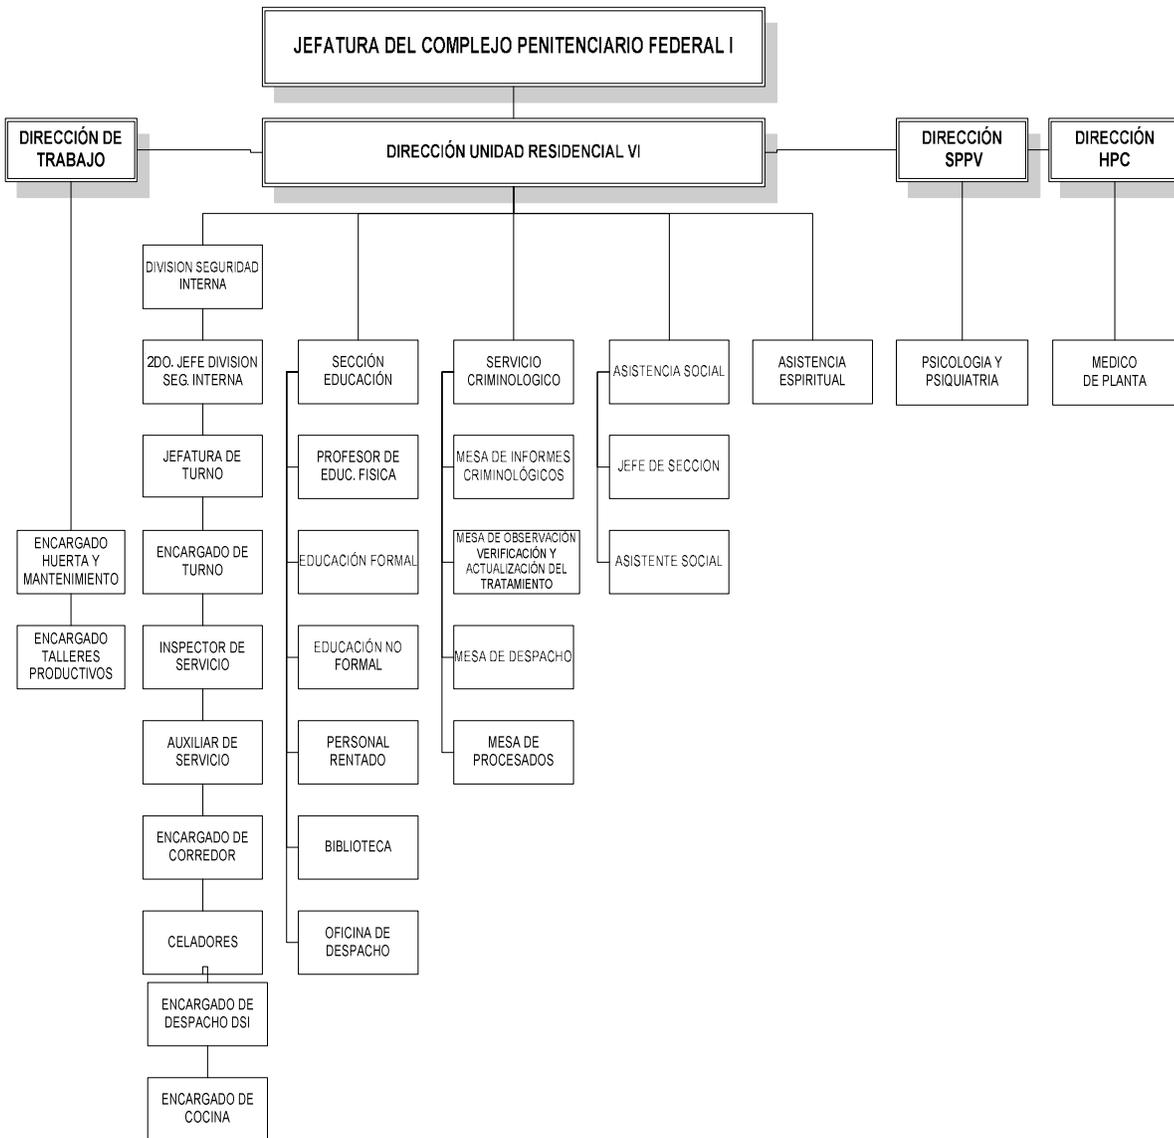 JEFATURA DEL COMPLEJO PENITENCIARIO FEDERAL I
DIRECCIÓN DE
TRABAJO
DIRECCIÓN UNIDAD RESIDENCIAL VI
DIRECCIÓN
SPPV
DIRECCIÓN
HPC
ENCARGADO
HUERTA Y
MANTENIMIENTO
ENCARGADO
TALLERES
PRODUCTIVOS
DIVISION SEGURIDAD
INTERNA
2DO. JEFE DIVISION
SEG. INTERNA
JEFATURA DE
TURNO
ENCARGADO DE
TURNO
INSPECTOR DE
SERVICIO
AUXILIAR DE
SERVICIO
ENCARGADO DE
CORREDOR
CELADORES
ENCARGADO DE
DESPACHO DSI
ENCARGADO DE
COCINA
SECCIÓN
EDUCACIÓN
PROFESOR DE
EDUC. FISICA
EDUCACIÓN FORMAL
EDUCACIÓN NO
FORMAL
PERSONAL
RENTADO
BIBLIOTECA
OFICINA DE
DESPACHO
SERVICIO
CRIMINOLOGICO
MESA DE INFORMES
CRIMINOLÓGICOS
MESA DE OBSERVACIÓN
VERIFICACIÓN Y
ACTUALIZACIÓN DEL
TRATAMIENTO
MESA DE DESPACHO
MESA DE
PROCESADOS
ASISTENCIA SOCIAL
JEFE DE SECCIÓN
ASISTENTE SOCIAL
ASISTENCIA
ESPIRITUAL
PSICOLOGIA Y
PSIQUIATRIA
MEDICO
DE PLANTA